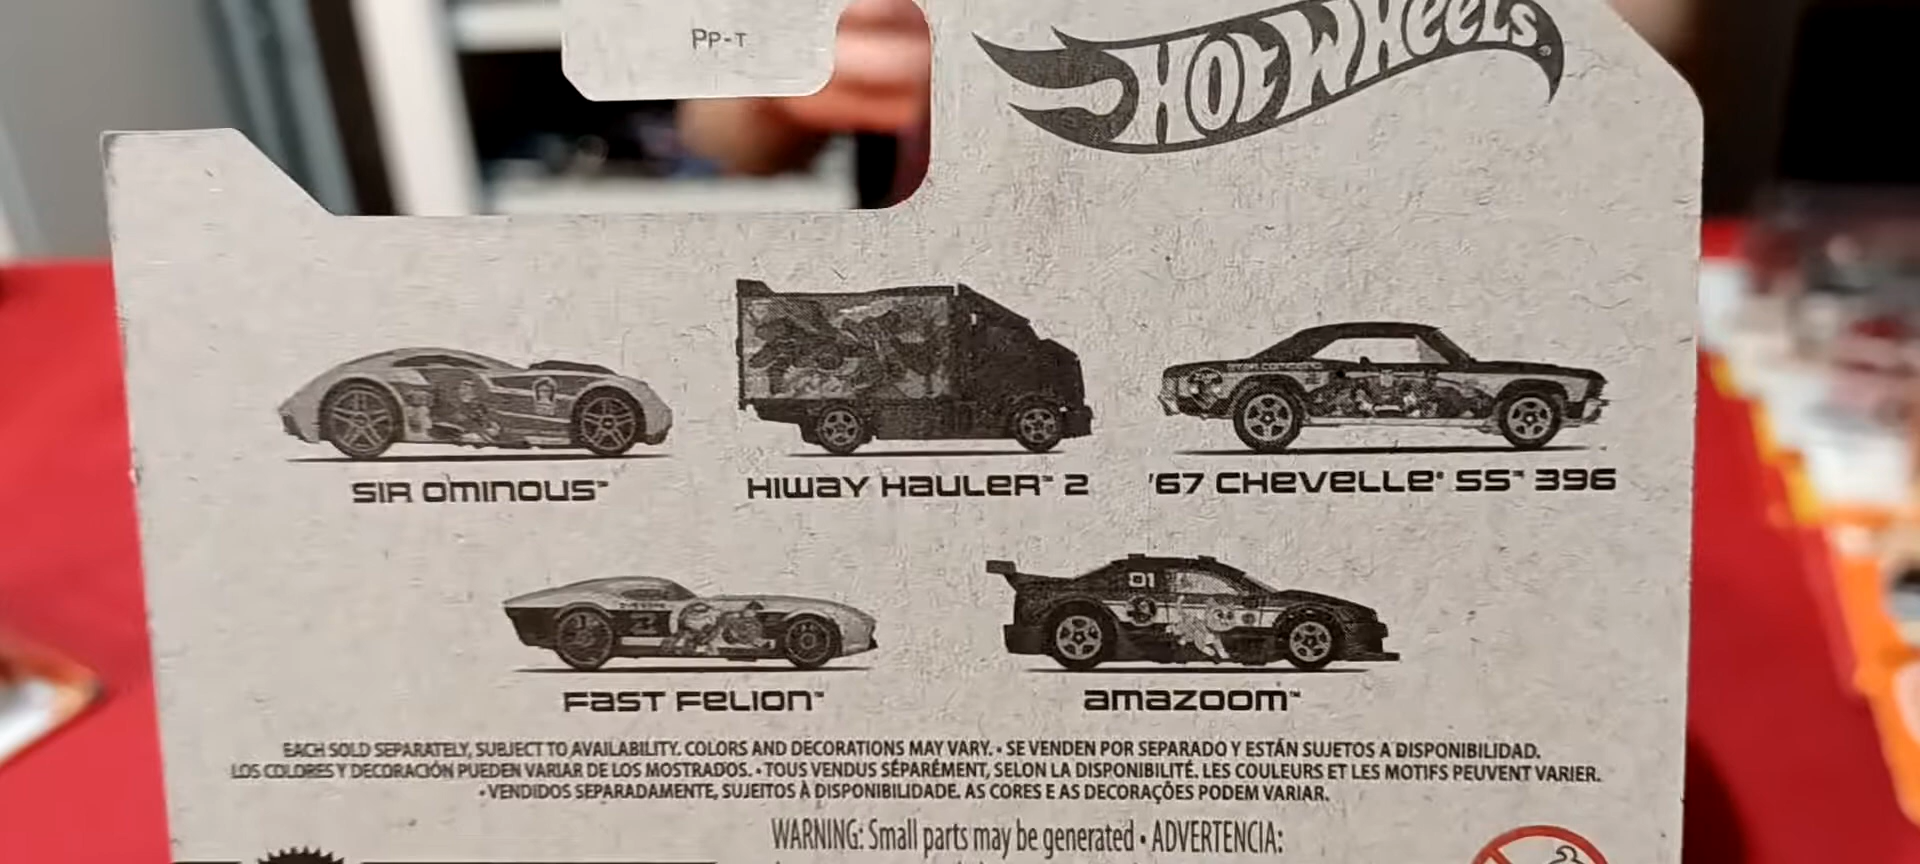 PP-T
HOT WHEELS
SIR OMINOUS™
HIWAY HAULER™ 2
'67 CHEVELLE® SS™ 396
01
FAST FELION™
AMAZOOM™
EACH SOLD SEPARATELY, SUBJECT TO AVAILABILITY. COLORS AND DECORATIONS MAY VARY. • SE VENDEN POR SEPARADO Y ESTÁN SUJETOS A DISPONIBILIDAD.
LOS COLORES Y DECORACIÓN PUEDEN VARIAR DE LOS MOSTRADOS. • TOUS VENDUS SÉPARÉMENT, SELON LA DISPONIBILITÉ. LES COULEURS ET LES MOTIFS PEUVENT VARIER.
• VENDIDOS SEPARADAMENTE, SUJEITOS À DISPONIBILIDADE. AS CORES E AS DECORAÇÕES PODEM VARIAR.
WARNING: Small parts may be generated • ADVERTENCIA: